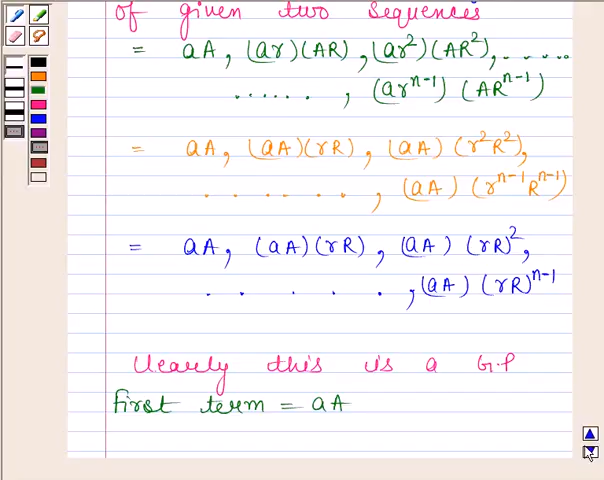 of given two sequences
= aA, (ar)(AR), (ar²)(AR²), ......
......, (arⁿ⁻¹) (ARⁿ⁻¹)
= aA, (aA)(rR), (aA) (r²R²),
......., (aA) (rⁿ⁻¹Rⁿ⁻¹)
= aA, (aA)(rR), (aA) (rR)²,
. . . . ., (aA) (rR)ⁿ⁻¹
Clearly this is a G.P
first term = aA